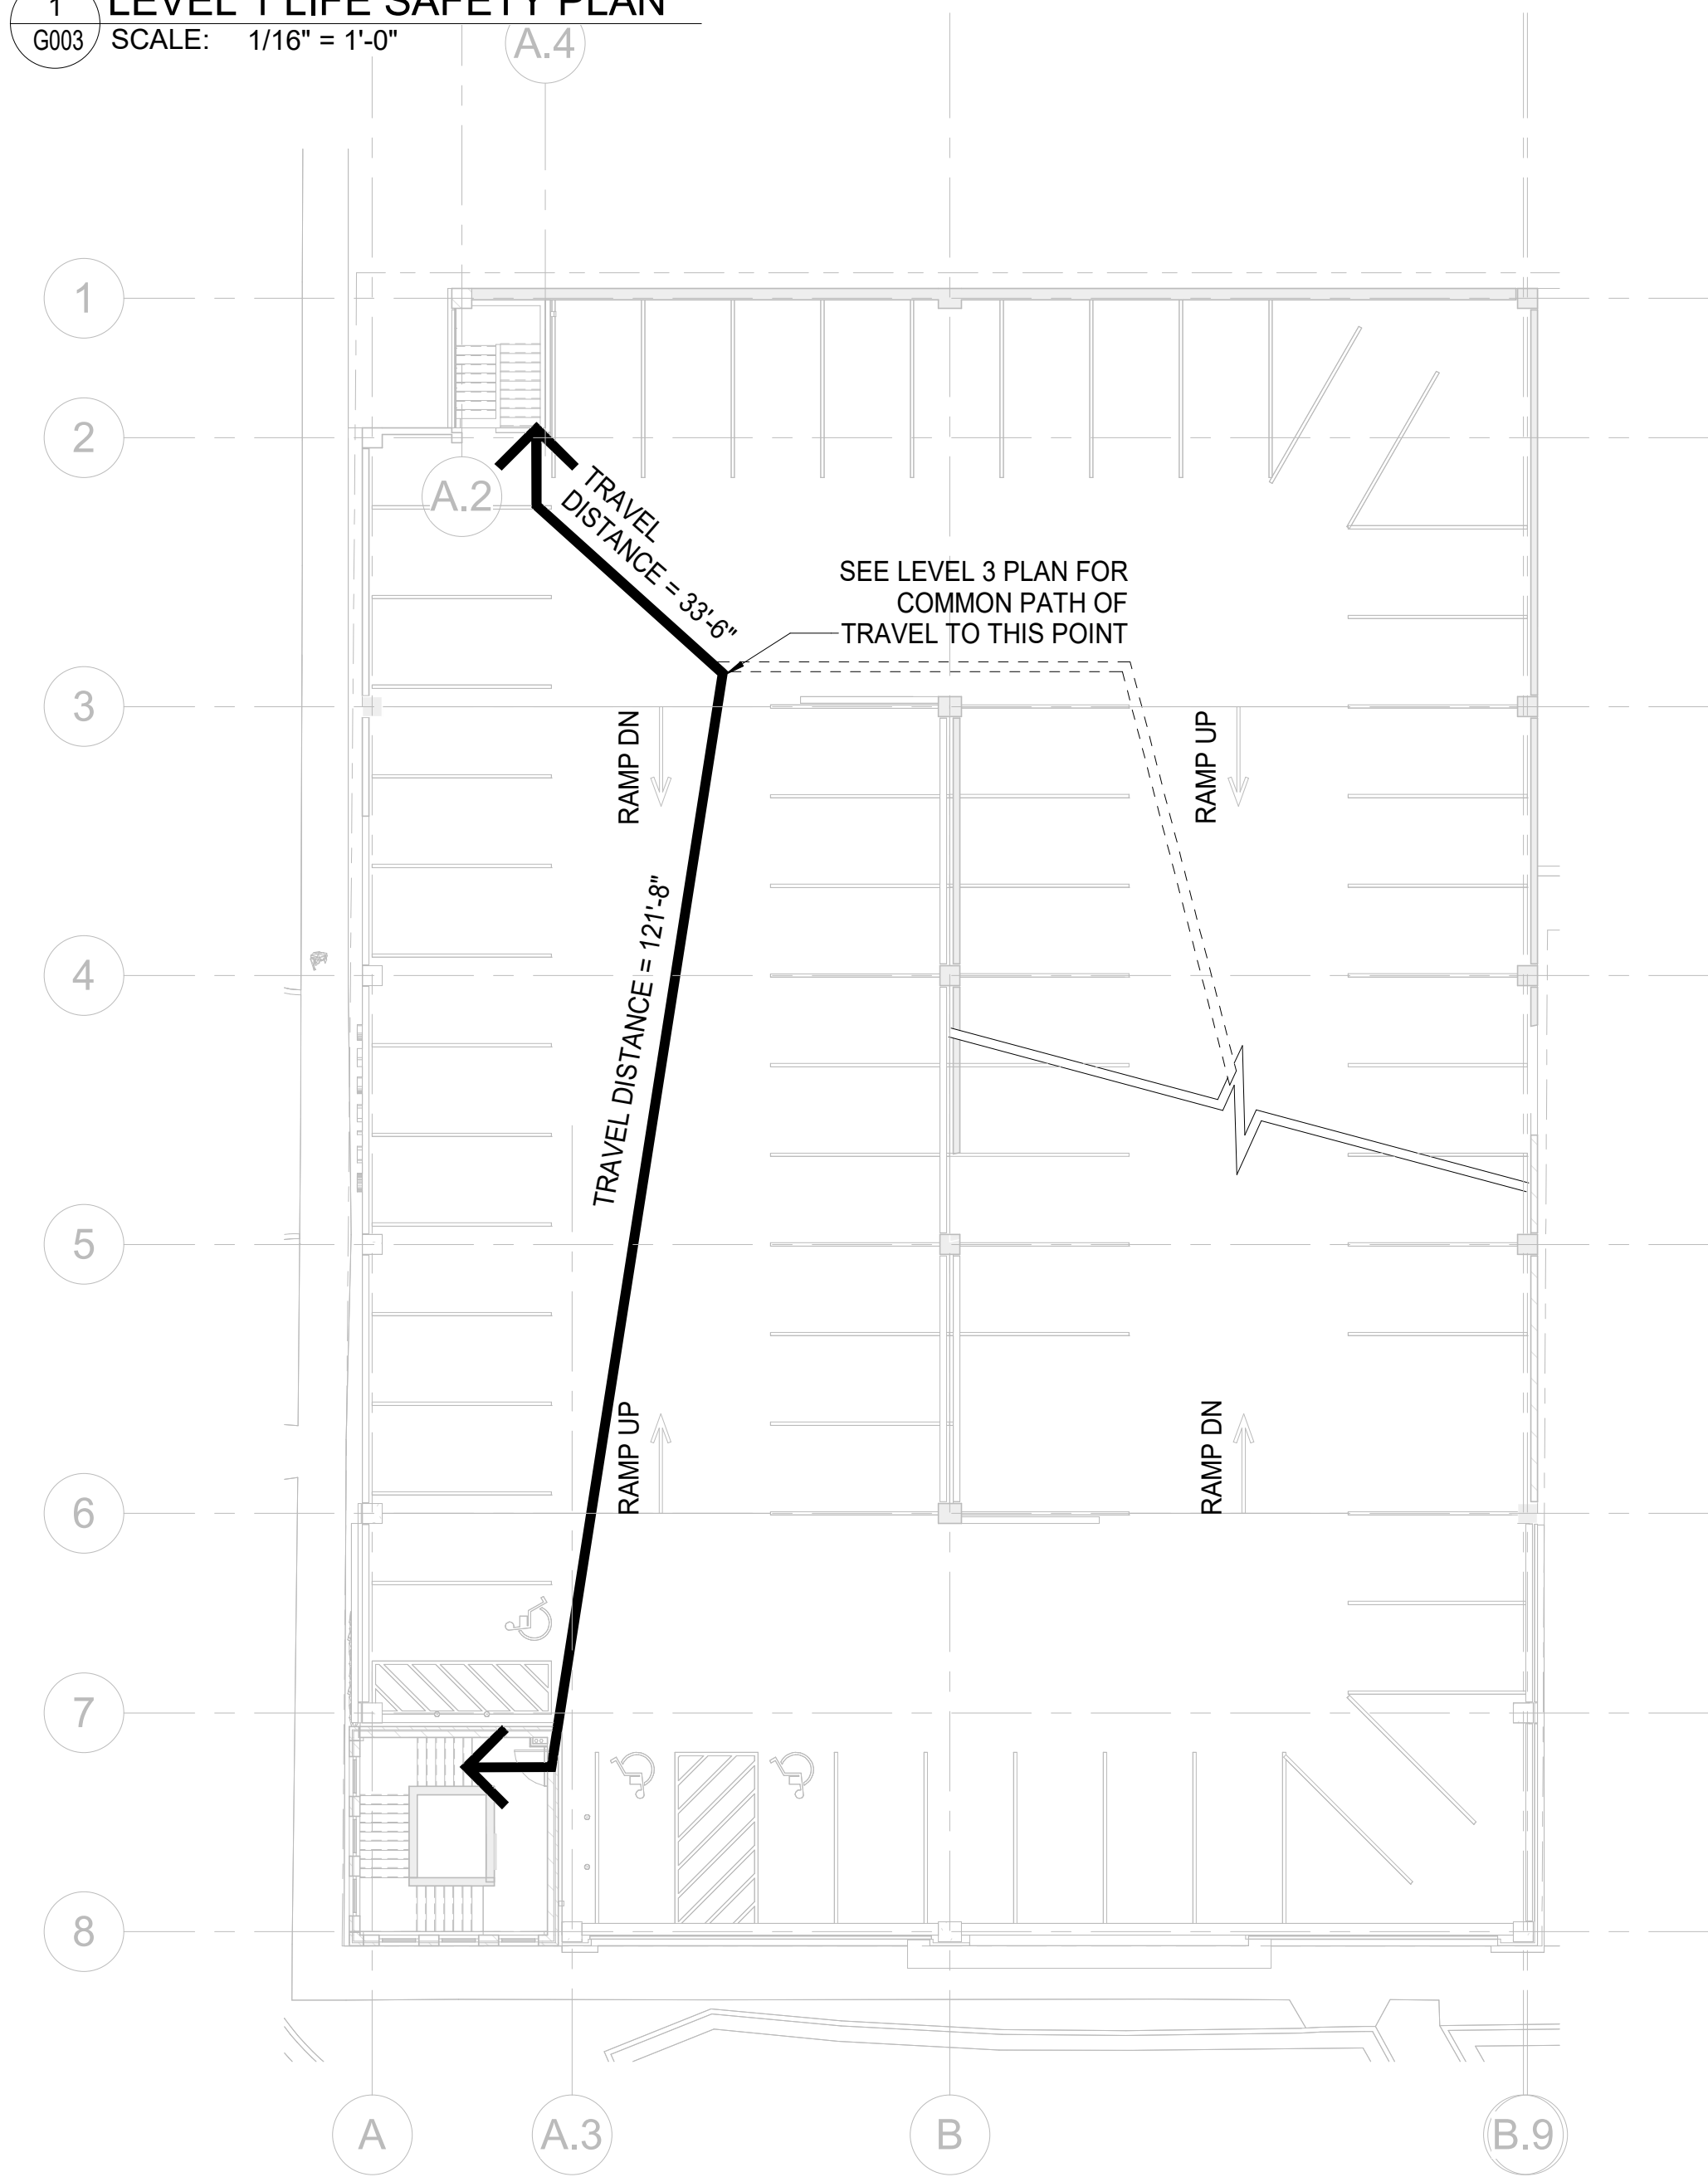 1
LEVEL 1 LIFE SAFETY PLAN
G003
SCALE: 1/16" = 1'-0"
A.4
1
2
A.2
TRAVEL
DISTANCE = 33'-6"
SEE LEVEL 3 PLAN FOR
COMMON PATH OF
TRAVEL TO THIS POINT
3
RAMP DN
RAMP UP
TRAVEL DISTANCE = 121'-8"
4
5
RAMP UP
RAMP DN
6
7
8
A
A.3
B
B.9